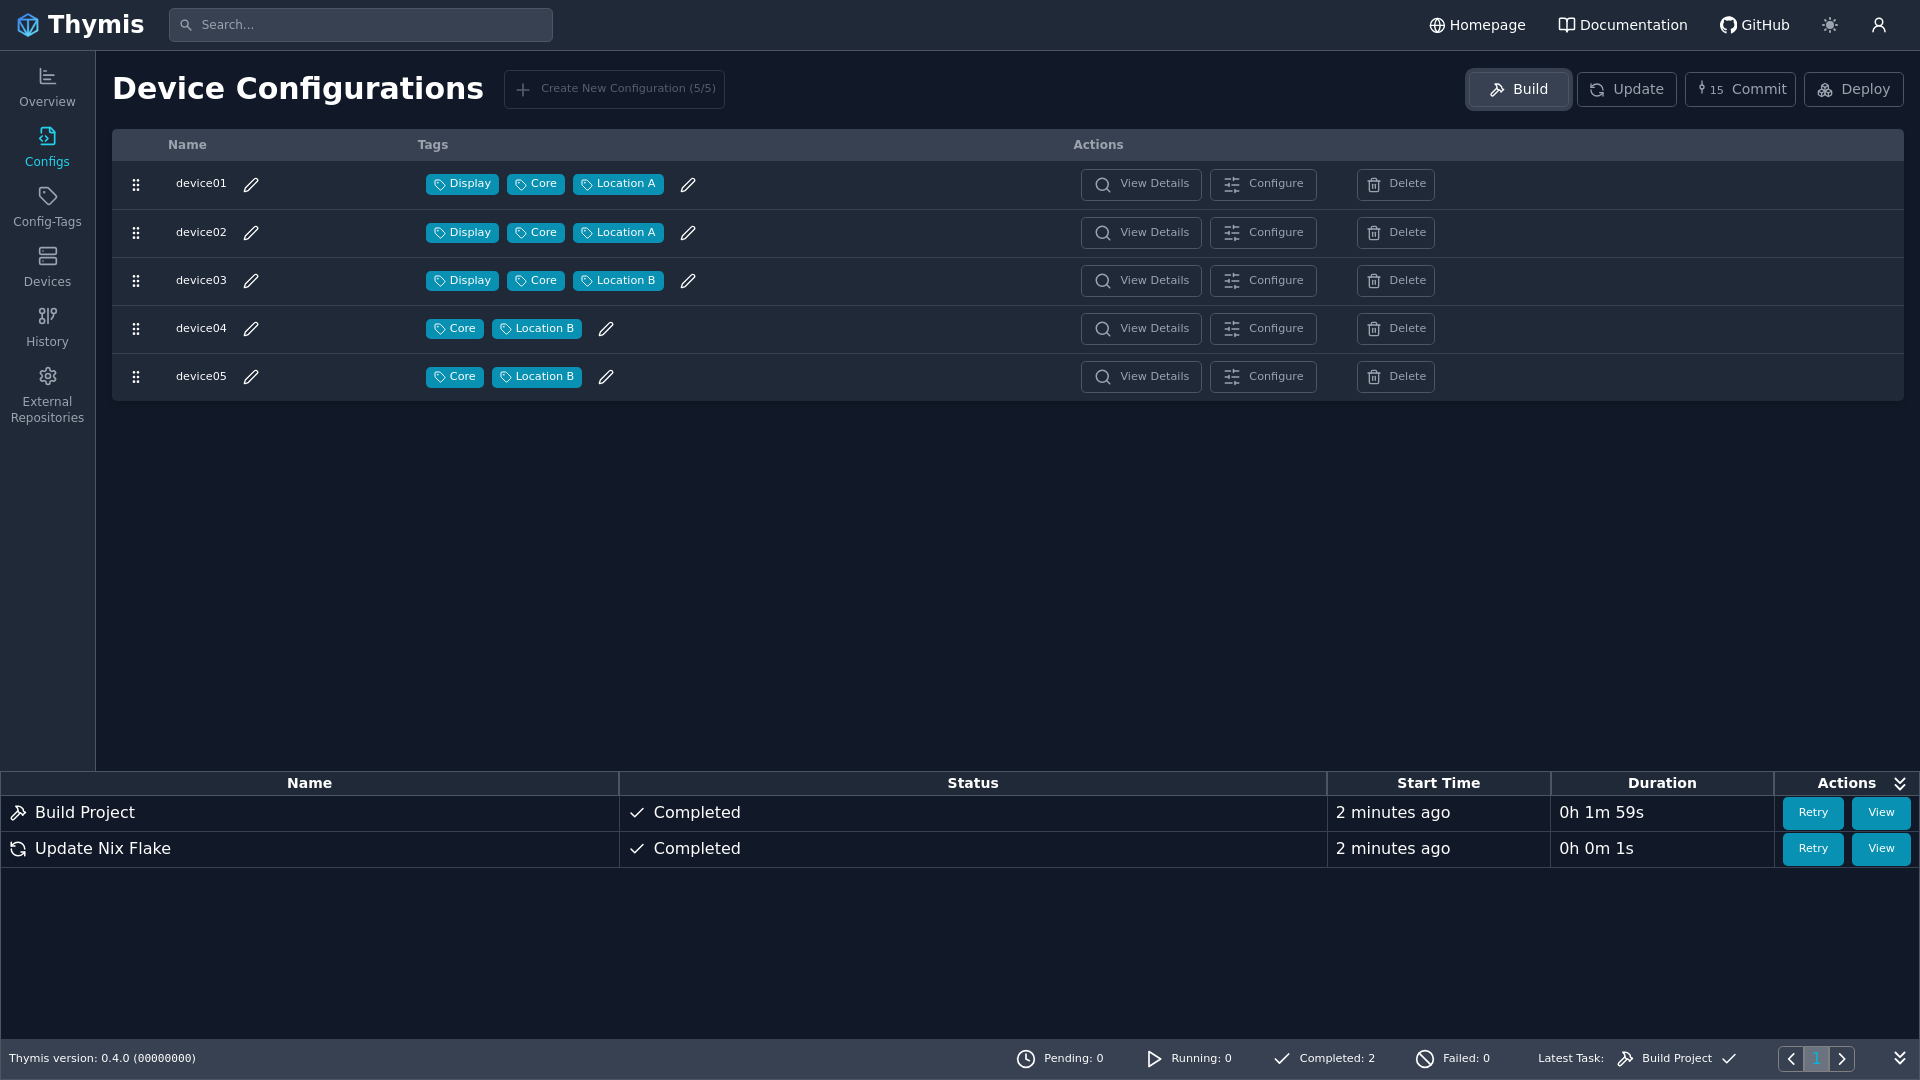 Thymis
Search...
Homepage
Documentation
GitHub
Overview
Configs
Config-Tags
Devices
History
External
Repositories
Device Configurations
Create New Configuration (5/5)
Build
Update
15 Commit
Deploy
Name Tags Actions
device01 Display Core Location A View Details Configure Delete
device02 Display Core Location A View Details Configure Delete
device03 Display Core Location B View Details Configure Delete
device04 Core Location B View Details Configure Delete
device05 Core Location B View Details Configure Delete
Name Status Start Time Duration Actions
Build Project Completed 2 minutes ago 0h 1m 59s Retry View
Update Nix Flake Completed 2 minutes ago 0h 0m 1s Retry View
Thymis version: 0.4.0 (00000000) Pending: 0 Running: 0 Completed: 2 Failed: 0 Latest Task: Build Project 1